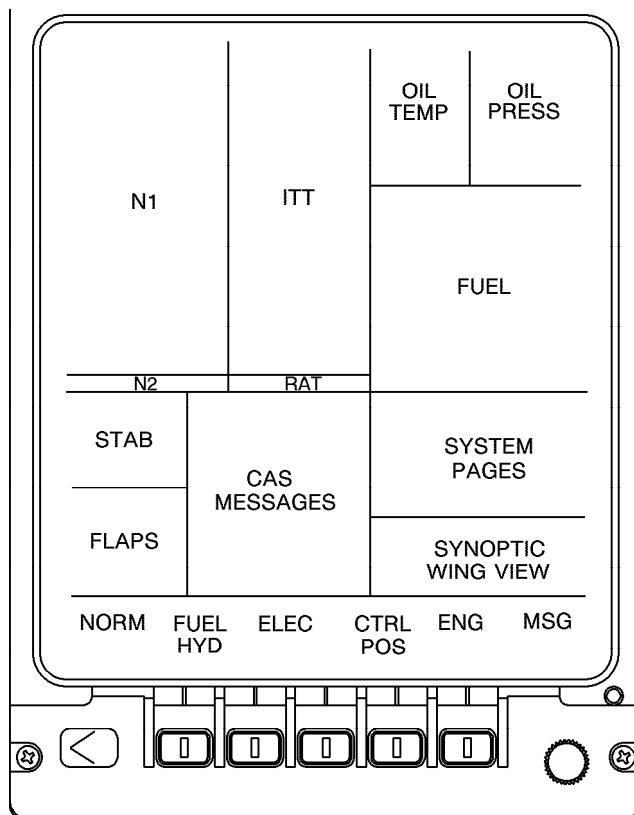 OIL
TEMP
OIL
PRESS
N1
ITT
FUEL
N2
RAT
STAB
CAS
MESSAGES
SYSTEM
PAGES
FLAPS
SYNOPTIC
WING VIEW
NORM
FUEL
HYD
ELEC
CTRL
POS
ENG
MSG